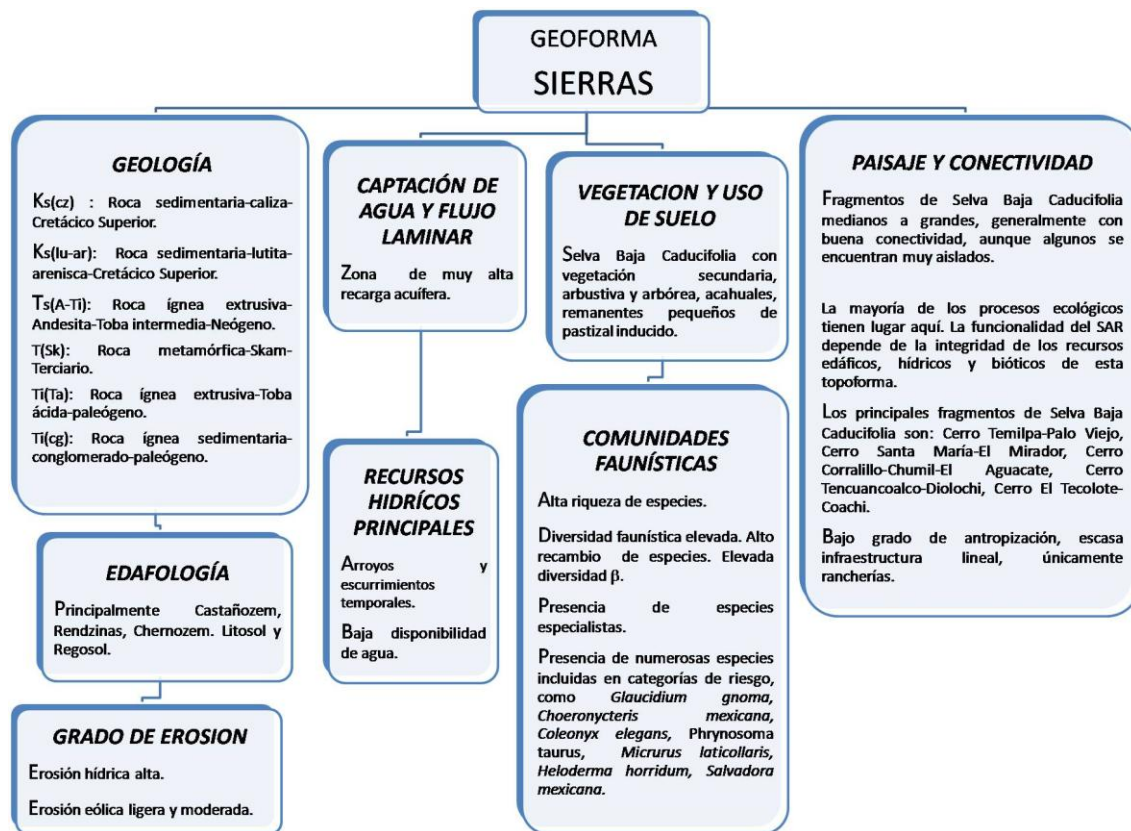 GEOFORMA
SIERRAS
GEOLOGÍA
Ks(cz) : Roca sedimentaria-caliza-
Cretácico Superior.
Ks(lu-ar): Roca sedimentaria-lutita-
arenisca-Cretácico Superior.
Ts(A-Ti): Roca ígnea extrusiva-
Andesita-Toba intermedia-Neógeno.
T(Sk): Roca metamórfica-Skam-
Terciario.
Ti(Ta): Roca ígnea extrusiva-Toba
ácida-paleógeno.
Ti(cg): Roca ígnea sedimentaria-
conglomerado-paleógeno.
EDAFOLOGÍA
Principalmente Castañozem,
Rendzinas, Chernozem. Litosol y
Regosol.
GRADO DE EROSION
Erosión hídrica alta.
Erosión eólica ligera y moderada.
CAPTACIÓN DE
AGUA Y FLUJO
LAMINAR
Zona de muy alta
recarga acuífera.
RECURSOS
HIDRÍCOS
PRINCIPALES
Arroyos y
escurrimientos
temporales.
Baja disponibilidad
de agua.
VEGETACION Y USO
DE SUELO
Selva Baja Caducifolia con
vegetación secundaria,
arbustiva y arbórea, acahuales,
remanentes pequeños de
pastizal inducido.
COMUNIDADES
FAUNÍSTICAS
Alta riqueza de especies.
Diversidad faunística elevada. Alto
recambio de especies. Elevada
diversidad β.
Presencia de especies
especialistas.
Presencia de numerosas especies
incluidas en categorías de riesgo,
como Glaucidium gnoma,
Choeronycteris mexicana,
Coleonyx elegans, Phrynosoma
taurus, Micrurus laticollaris,
Heloderma horridum, Salvadora
mexicana.
PAISAJE Y CONECTIVIDAD
Fragmentos de Selva Baja Caducifolia
medianos a grandes, generalmente con
buena conectividad, aunque algunos se
encuentran muy aislados.
La mayoría de los procesos ecológicos
tienen lugar aquí. La funcionalidad del SAR
depende de la integridad de los recursos
edáficos, hídricos y bióticos de esta
topoforma.
Los principales fragmentos de Selva Baja
Caducifolia son: Cerro Temilpa-Palo Viejo,
Cerro Santa María-El Mirador, Cerro
Corralillo-Chumil-El Aguacate, Cerro
Tencuancoalco-Diolochi, Cerro El Tecolote-
Coachi.
Bajo grado de antropización, escasa
infraestructura lineal, únicamente
rancherías.